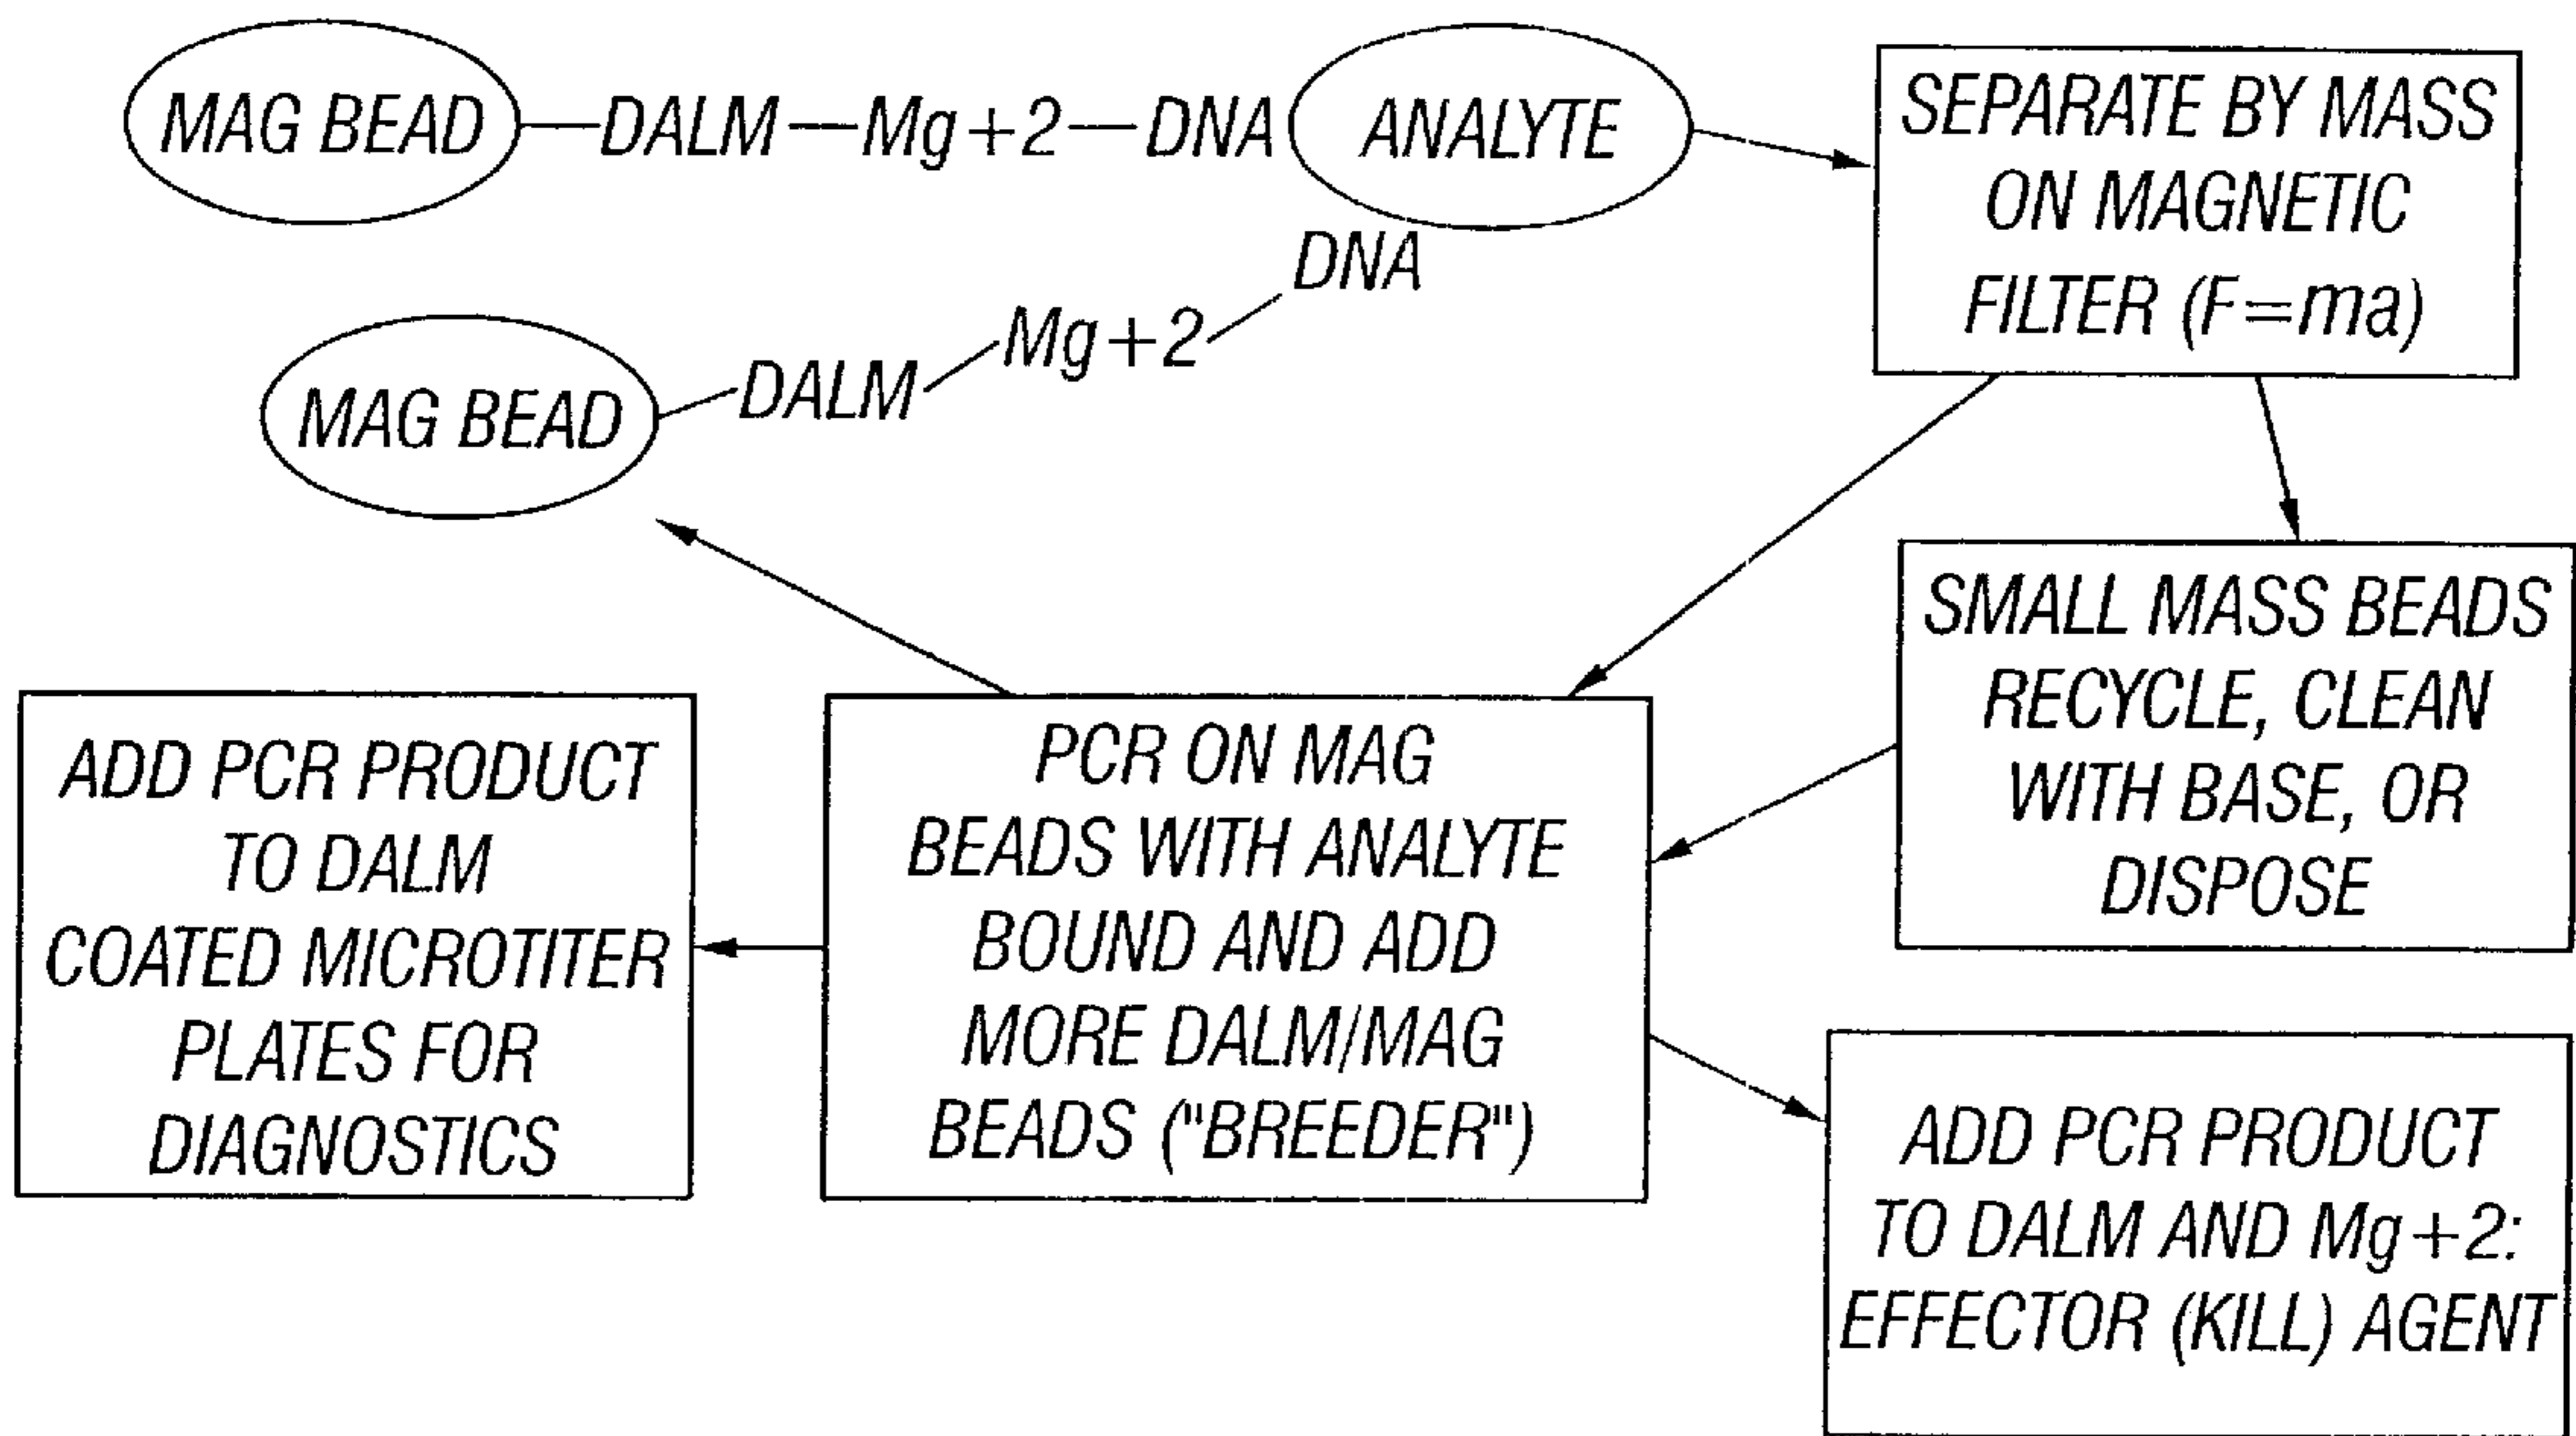 MAG BEAD—DALM—Mg+2—DNA ANALYTE
DNA
Mg+2
DALM
MAG BEAD
SEPARATE BY MASS
ON MAGNETIC
FILTER (F=ma)
SMALL MASS BEADS
RECYCLE, CLEAN
WITH BASE, OR
DISPOSE
PCR ON MAG
BEADS WITH ANALYTE
BOUND AND ADD
MORE DALM/MAG
BEADS ("BREEDER")
ADD PCR PRODUCT
TO DALM
COATED MICROTITER
PLATES FOR
DIAGNOSTICS
ADD PCR PRODUCT
TO DALM AND Mg+2:
EFFECTOR (KILL) AGENT